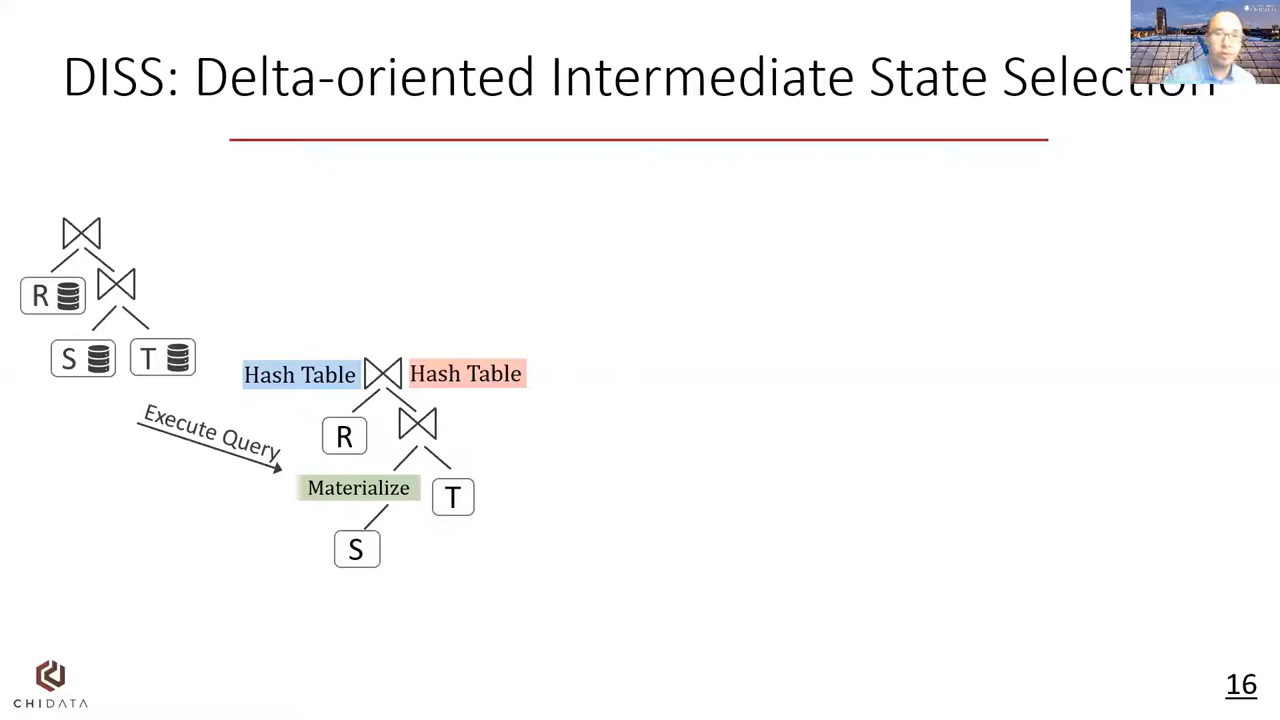 DISS: Delta-oriented Intermediate State Selection
R
S
T
Execute Query
Hash Table
Hash Table
R
Materialize
T
S
CHIDATA
16